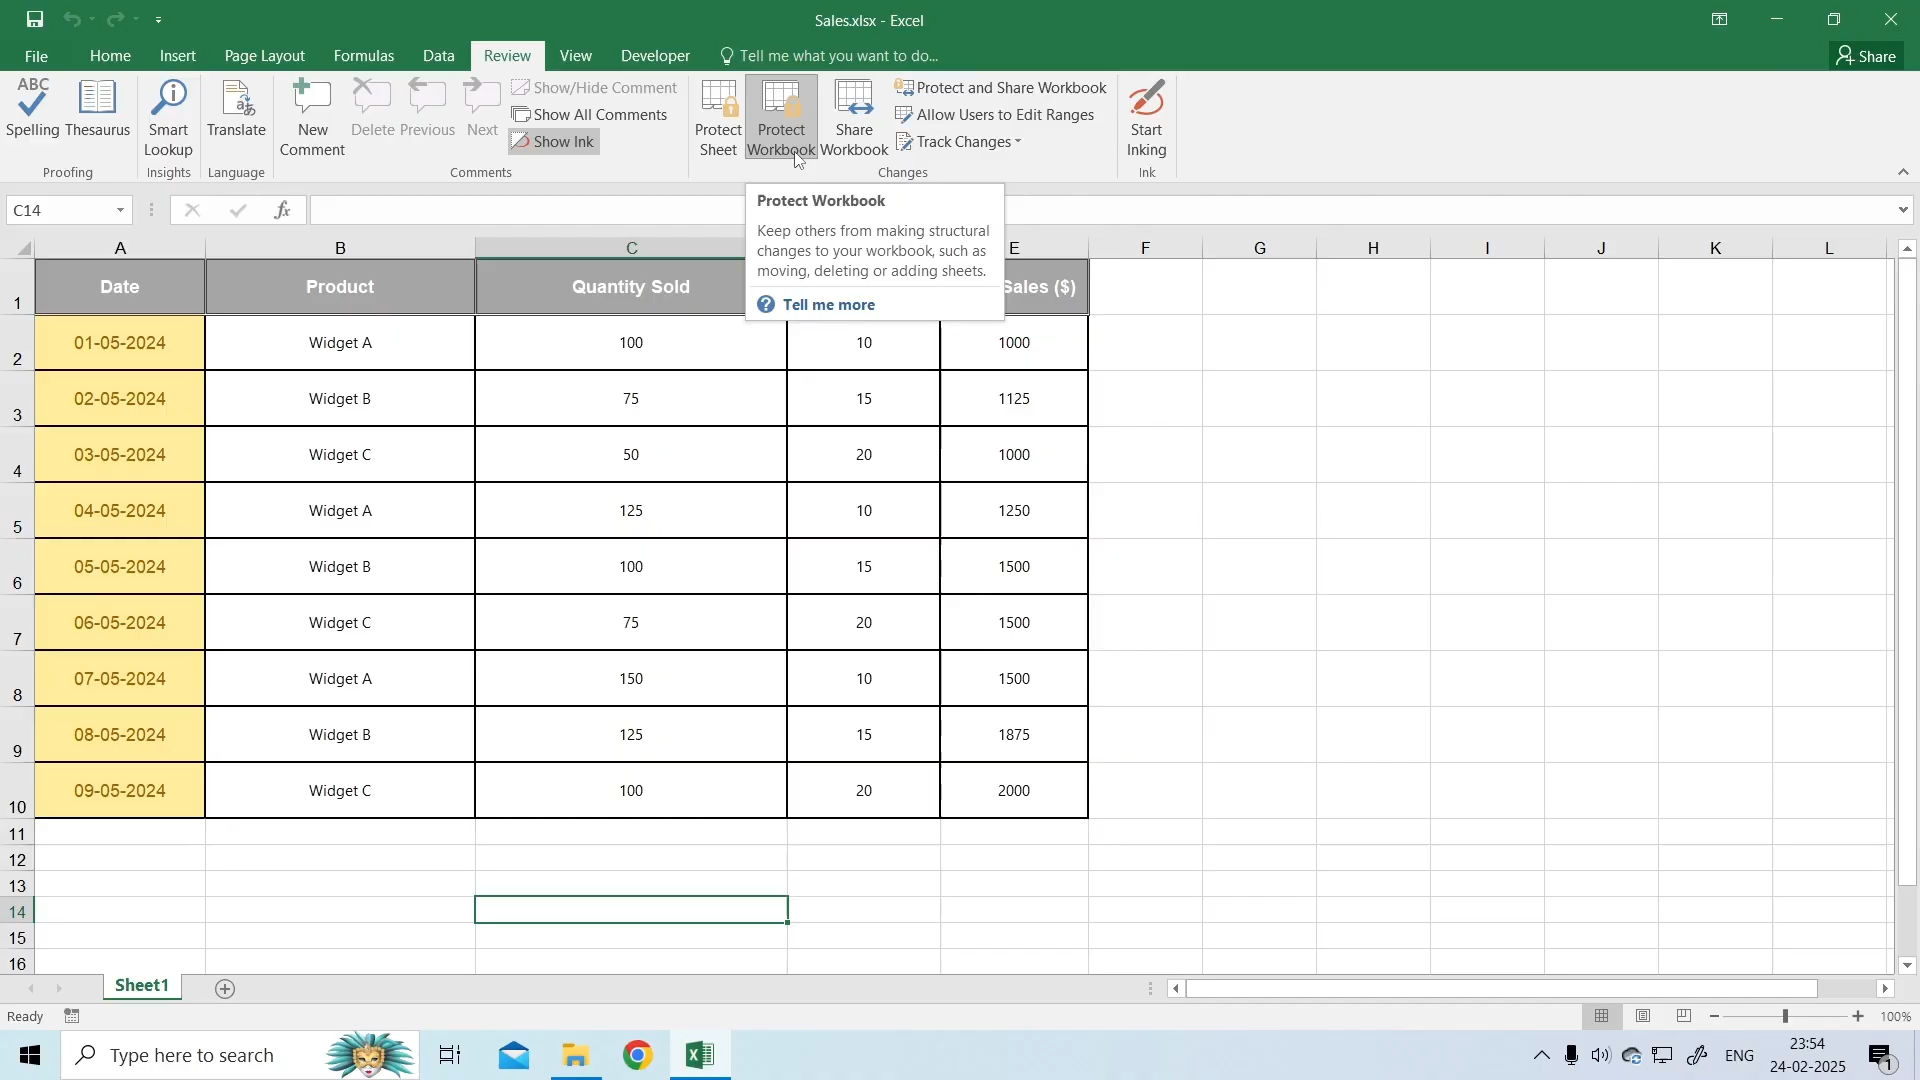 Sales.xlsx - Excel
File Home Insert Page Layout Formulas Data Review View Developer Tell me what you want to do...
Share
ABC
Spelling Thesaurus
Proofing
Smart
Lookup
Insights
Translate
Language
New
Comment
Delete Previous Next
Show/Hide Comment
Show All Comments
Show Ink
Comments
Protect
Sheet
Protect
Workbook
Share
Workbook
Protect and Share Workbook
Allow Users to Edit Ranges
Track Changes
Changes
Start
Inking
Ink
C14
fx
Protect Workbook
Keep others from making structural
changes to your workbook, such as
moving, deleting or adding sheets.
? Tell me more
A B C E F G H I J K L
1 Date Product Quantity Sold Sales ($)
2 01-05-2024 Widget A 100 10 1000
3 02-05-2024 Widget B 75 15 1125
4 03-05-2024 Widget C 50 20 1000
5 04-05-2024 Widget A 125 10 1250
6 05-05-2024 Widget B 100 15 1500
7 06-05-2024 Widget C 75 20 1500
8 07-05-2024 Widget A 150 10 1500
9 08-05-2024 Widget B 125 15 1875
10 09-05-2024 Widget C 100 20 2000
11
12
13
14
15
16
Sheet1
Ready
100%
Type here to search
ENG
23:54
24-02-2025
1